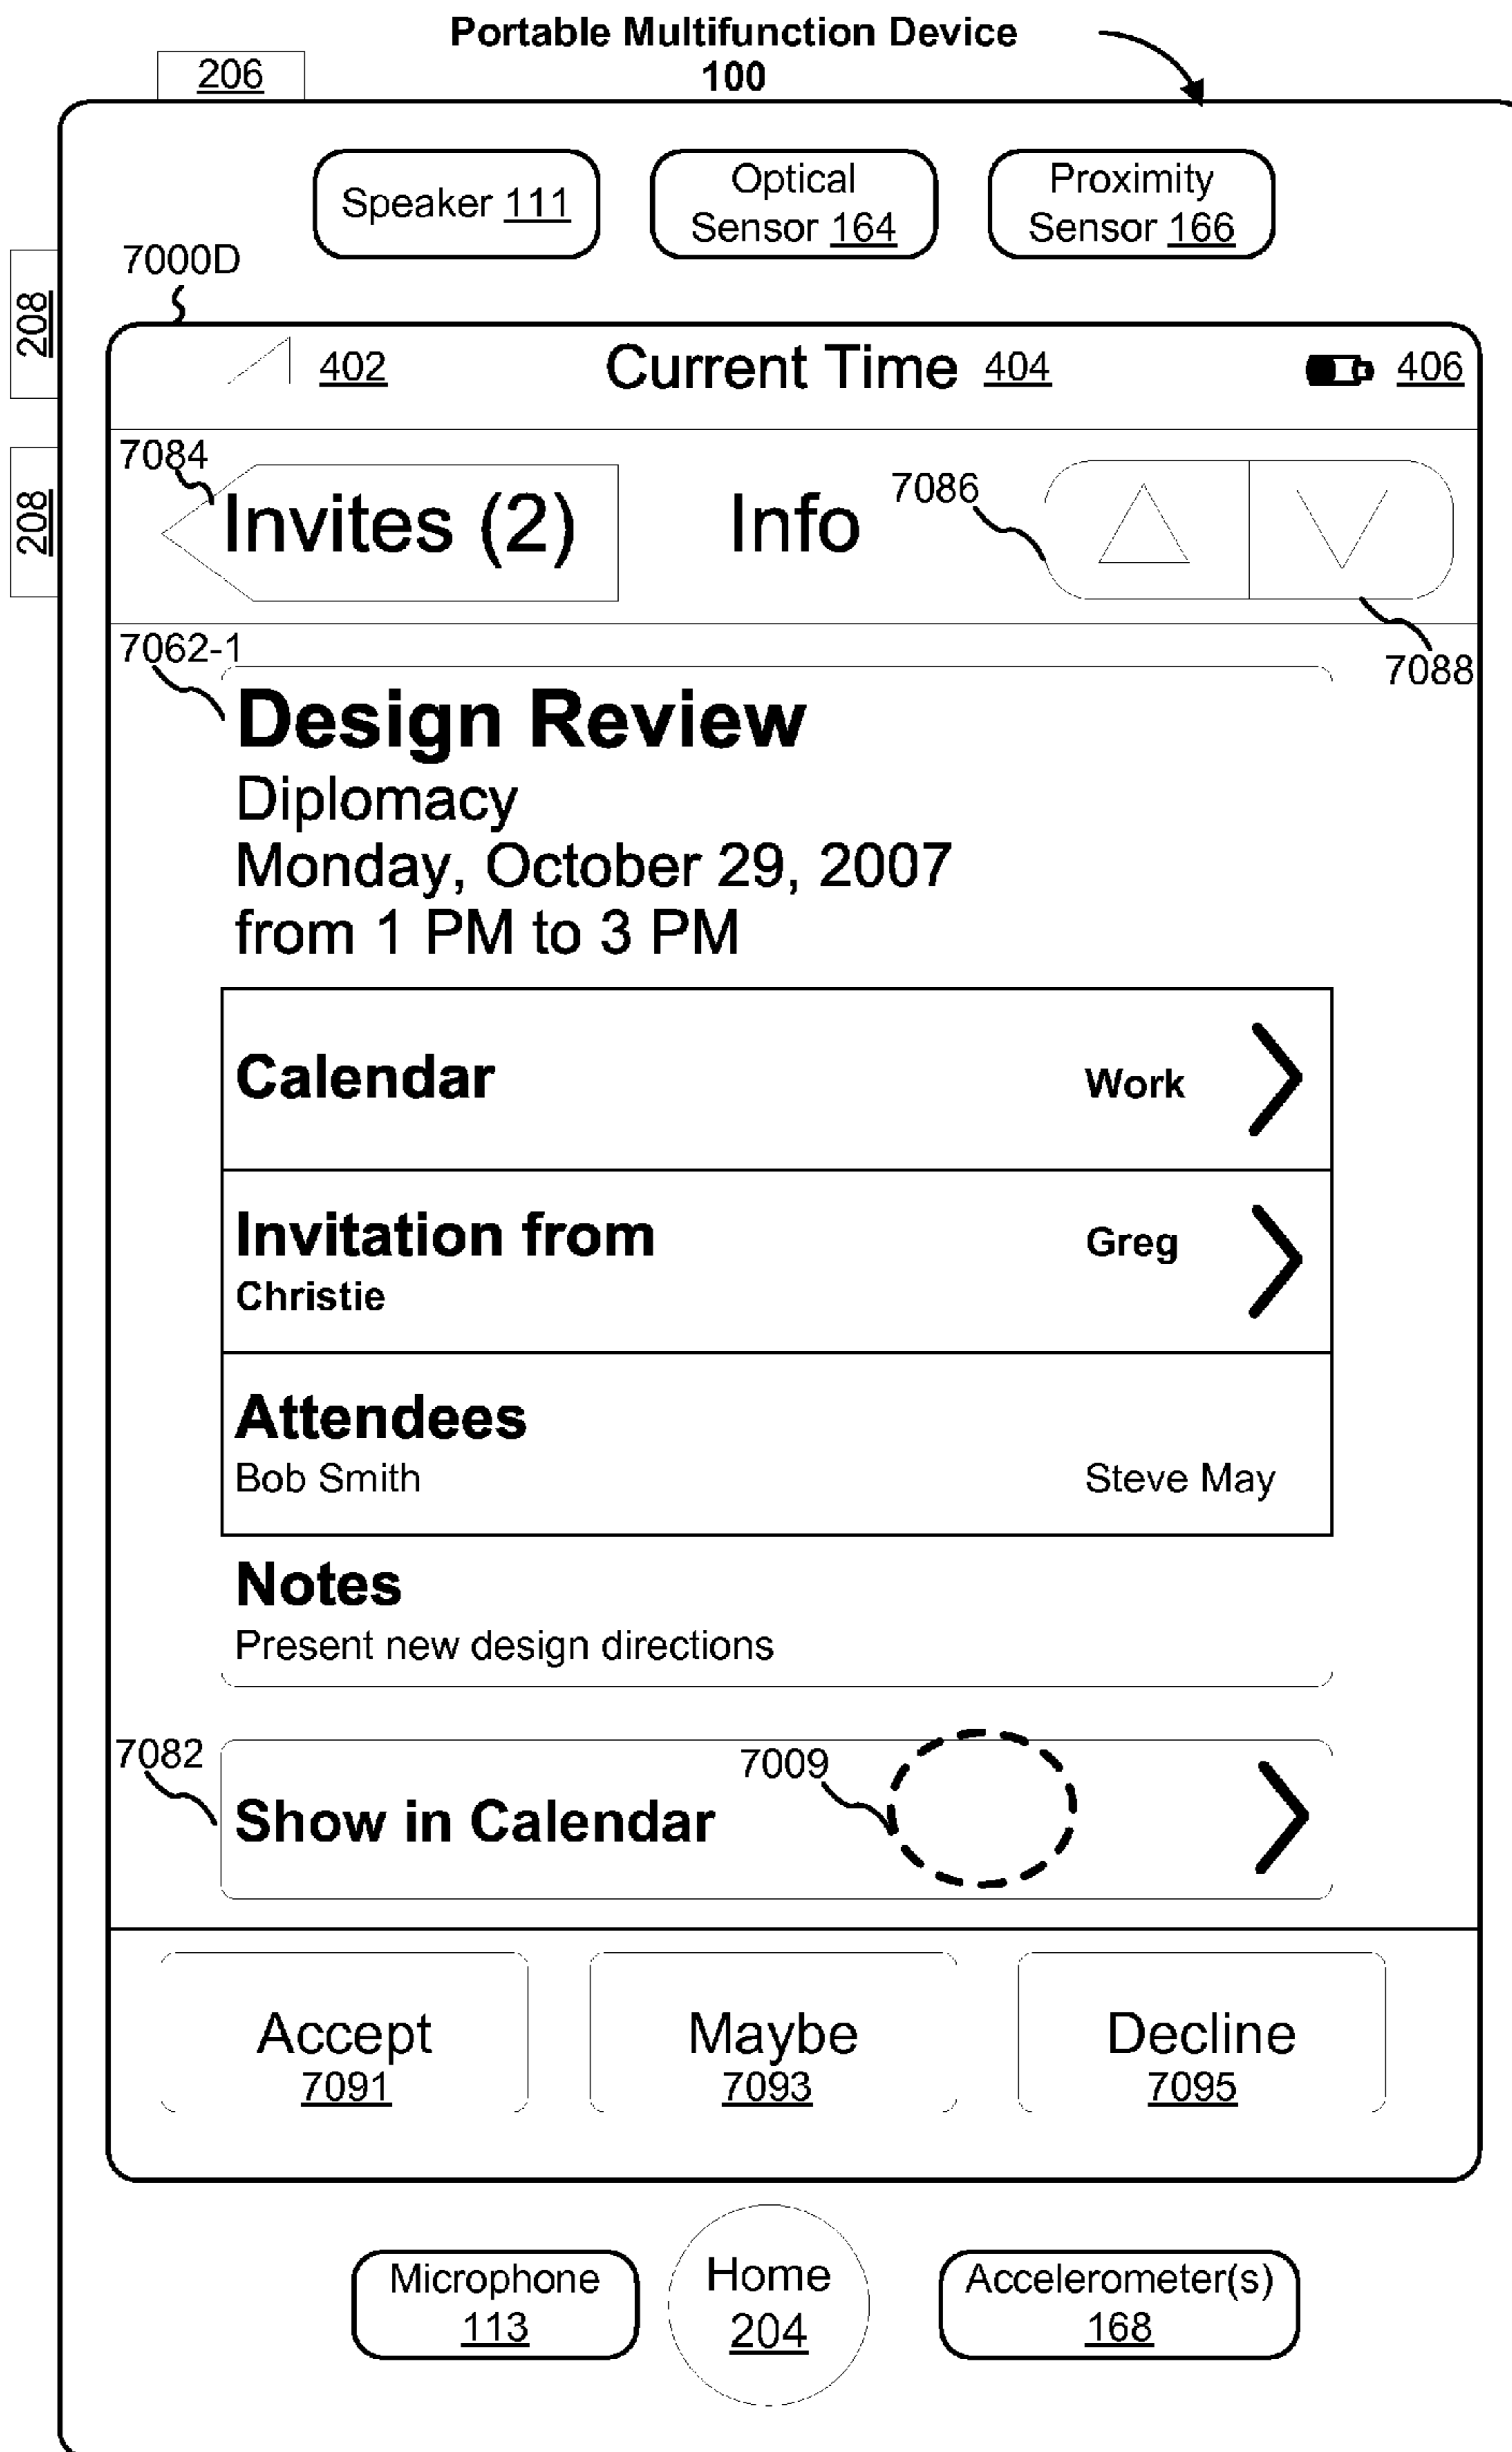 Portable Multifunction Device
100
206
Speaker 111
Optical
Sensor 164
Proximity
Sensor 166
7000D
208
402
Current Time 404
406
7084
Invites (2)
Info
7086
208
7062-1
7088
Design Review
Diplomacy
Monday, October 29, 2007
from 1 PM to 3 PM
Calendar
Work
Invitation from
Greg
Christie
Attendees
Bob Smith
Steve May
Notes
Present new design directions
7082
7009
Show in Calendar
Accept
7091
Maybe
7093
Decline
7095
Microphone
113
Home
204
Accelerometer(s)
168